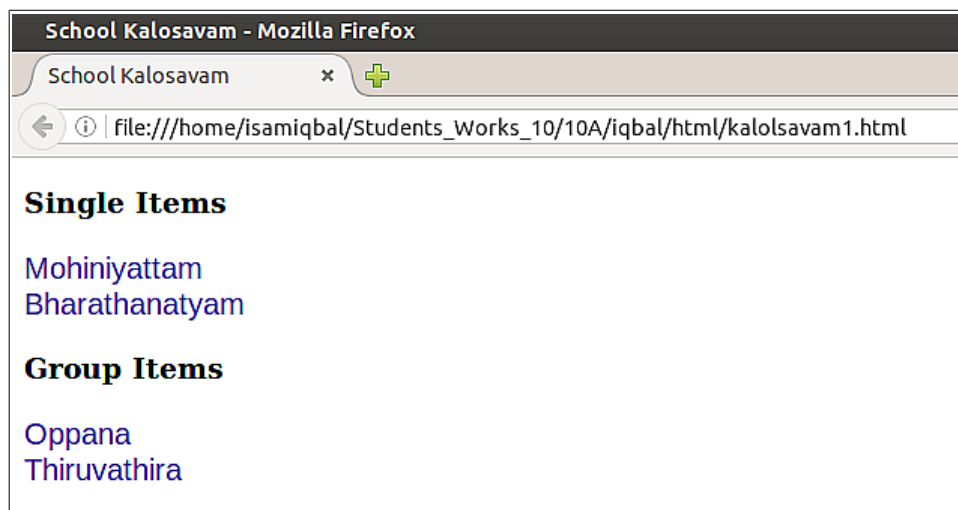 School Kalosavam - Mozilla Firefox
School Kalosavam
file:///home/isamiqbal/Students_Works_10/10A/iqbal/html/kalolsavam1.html
Single Items
Mohiniyattam
Bharathanatyam
Group Items
Oppana
Thiruvathira